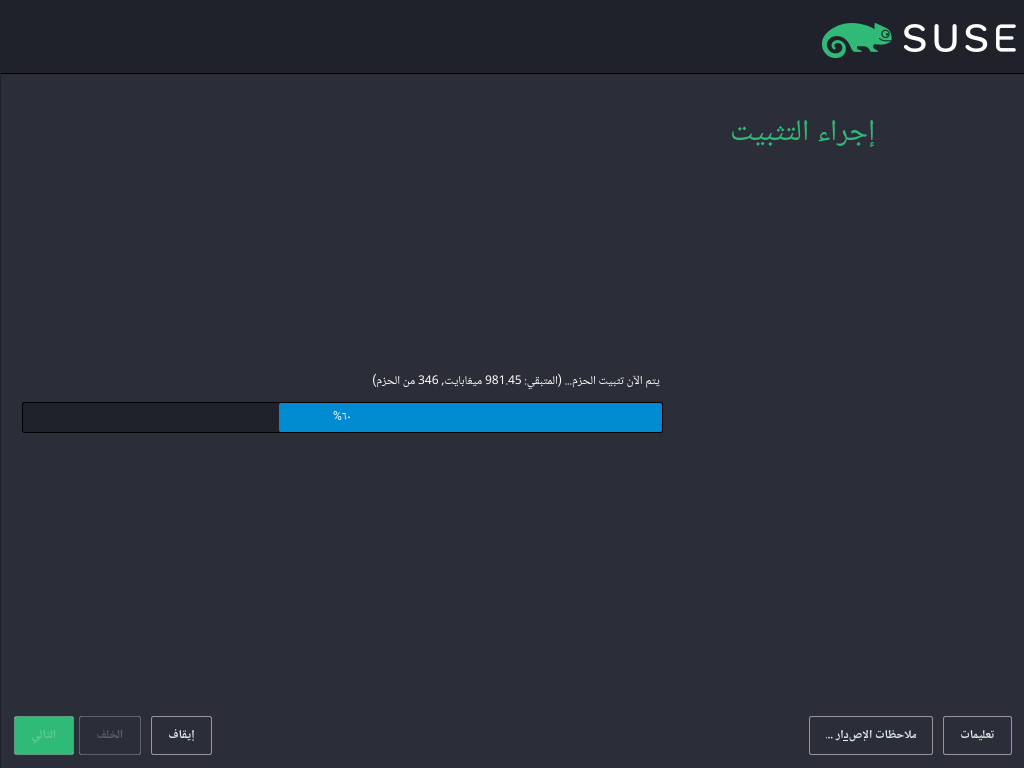 SUSE
إجراء التثبيت
يتم الآن تثبيت الحزم... (المتبقي: 981.45 ميغابايت, 346 من الحزم)
٦٠%
تعليمات
ملاحظات الإصدار ...
إيقاف
الخلف
التالي